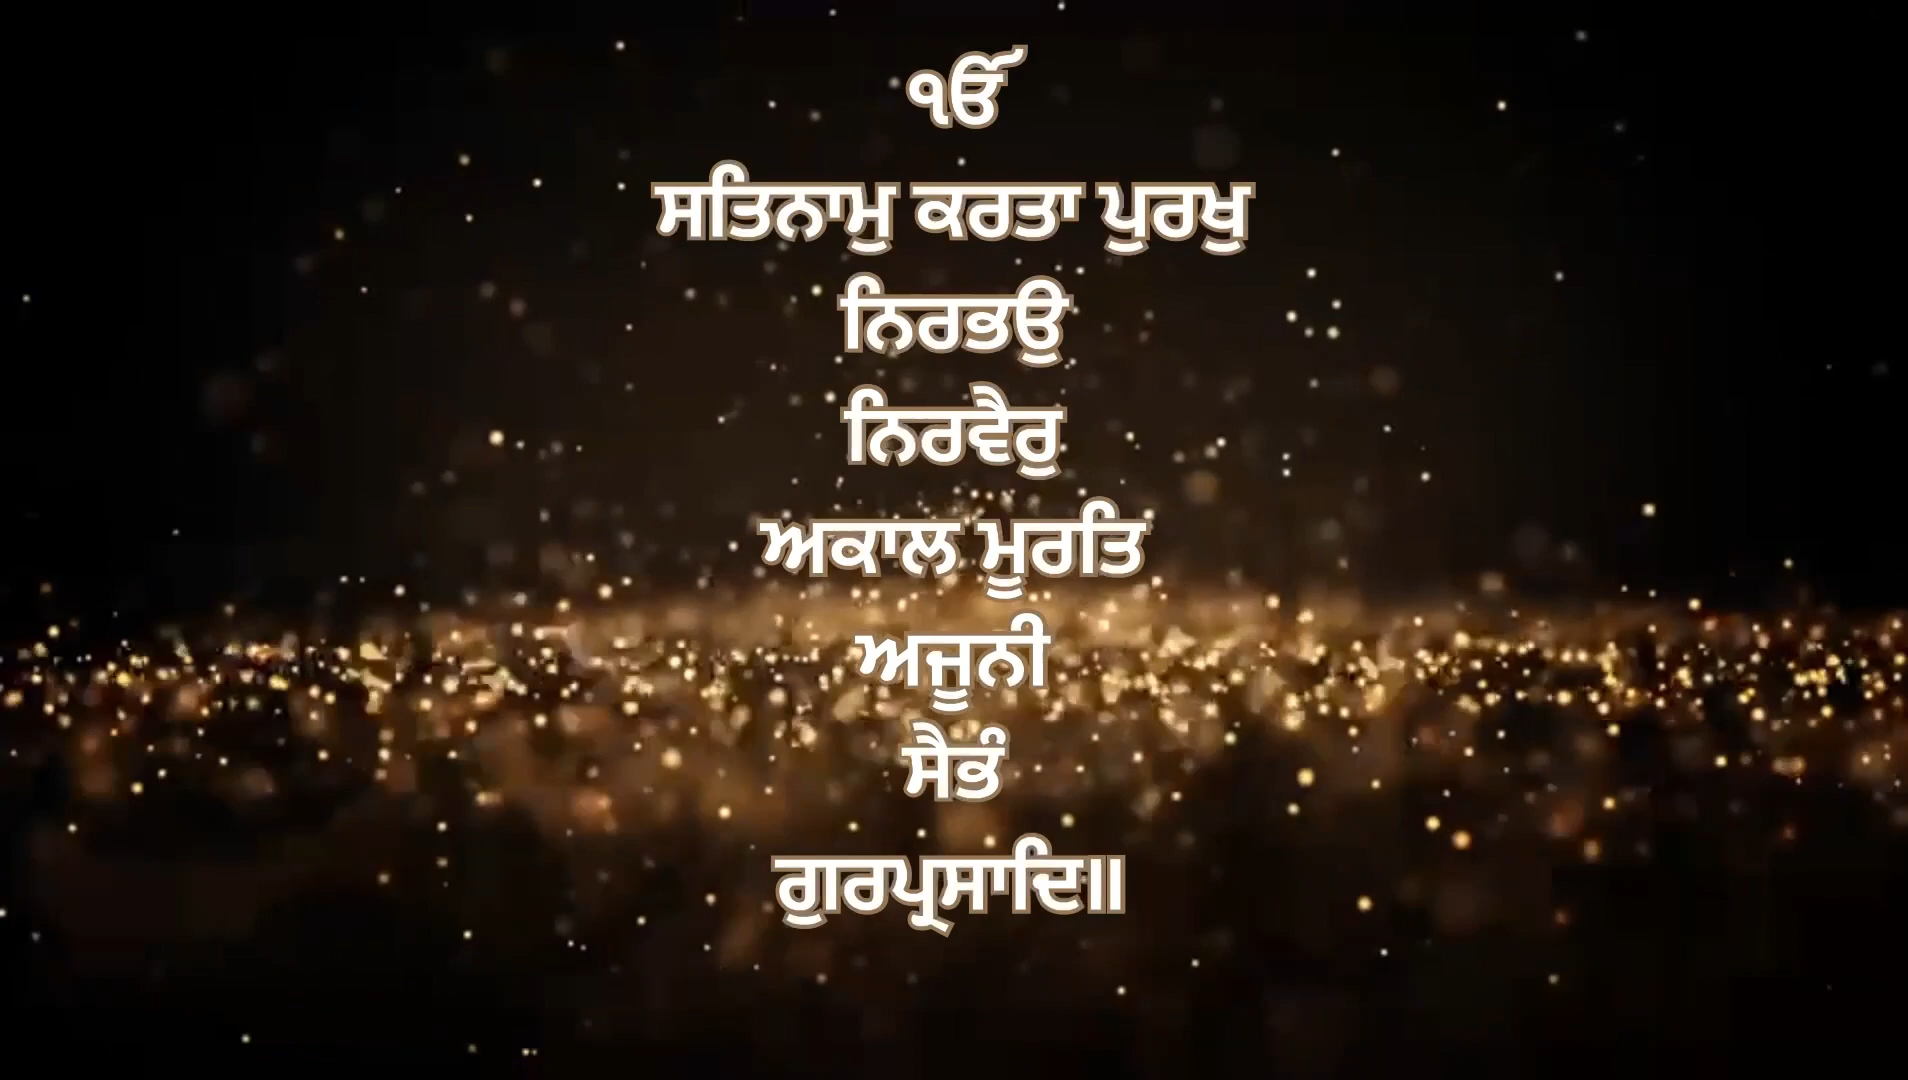 ੴ
ਸਤਿਨਾਮੁ ਕਰਤਾ ਪੁਰਖੁ
ਨਿਰਭਉ
ਨਿਰਵੈਰੁ
ਅਕਾਲ ਮੂਰਤਿ
ਅਜੂਨੀ
ਸੈਭੰ
ਗੁਰਪ੍ਰਸਾਦਿ॥